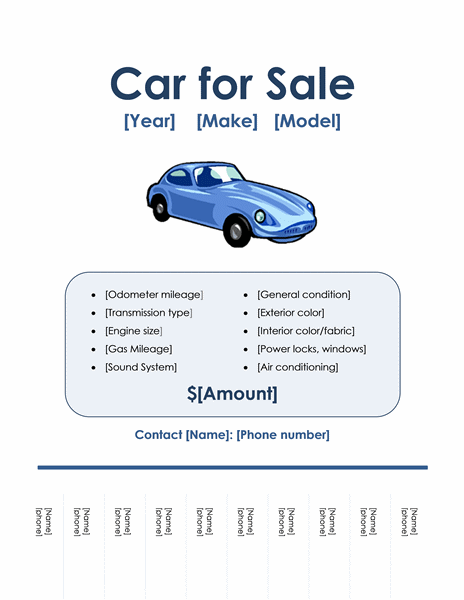 Car for Sale
[Year] [Make] [Model]
• [Odometer mileage]
• [Transmission type]
• [Engine size]
• [Gas Mileage]
• [Sound System]
• [General condition]
• [Exterior color]
• [Interior color/fabric]
• [Power locks, windows]
• [Air conditioning]
$[Amount]
Contact [Name]: [Phone number]
[Name]
[phone]
[Name]
[phone]
[Name]
[phone]
[Name]
[phone]
[Name]
[phone]
[Name]
[phone]
[Name]
[phone]
[Name]
[phone]
[Name]
[phone]
[Name]
[phone]